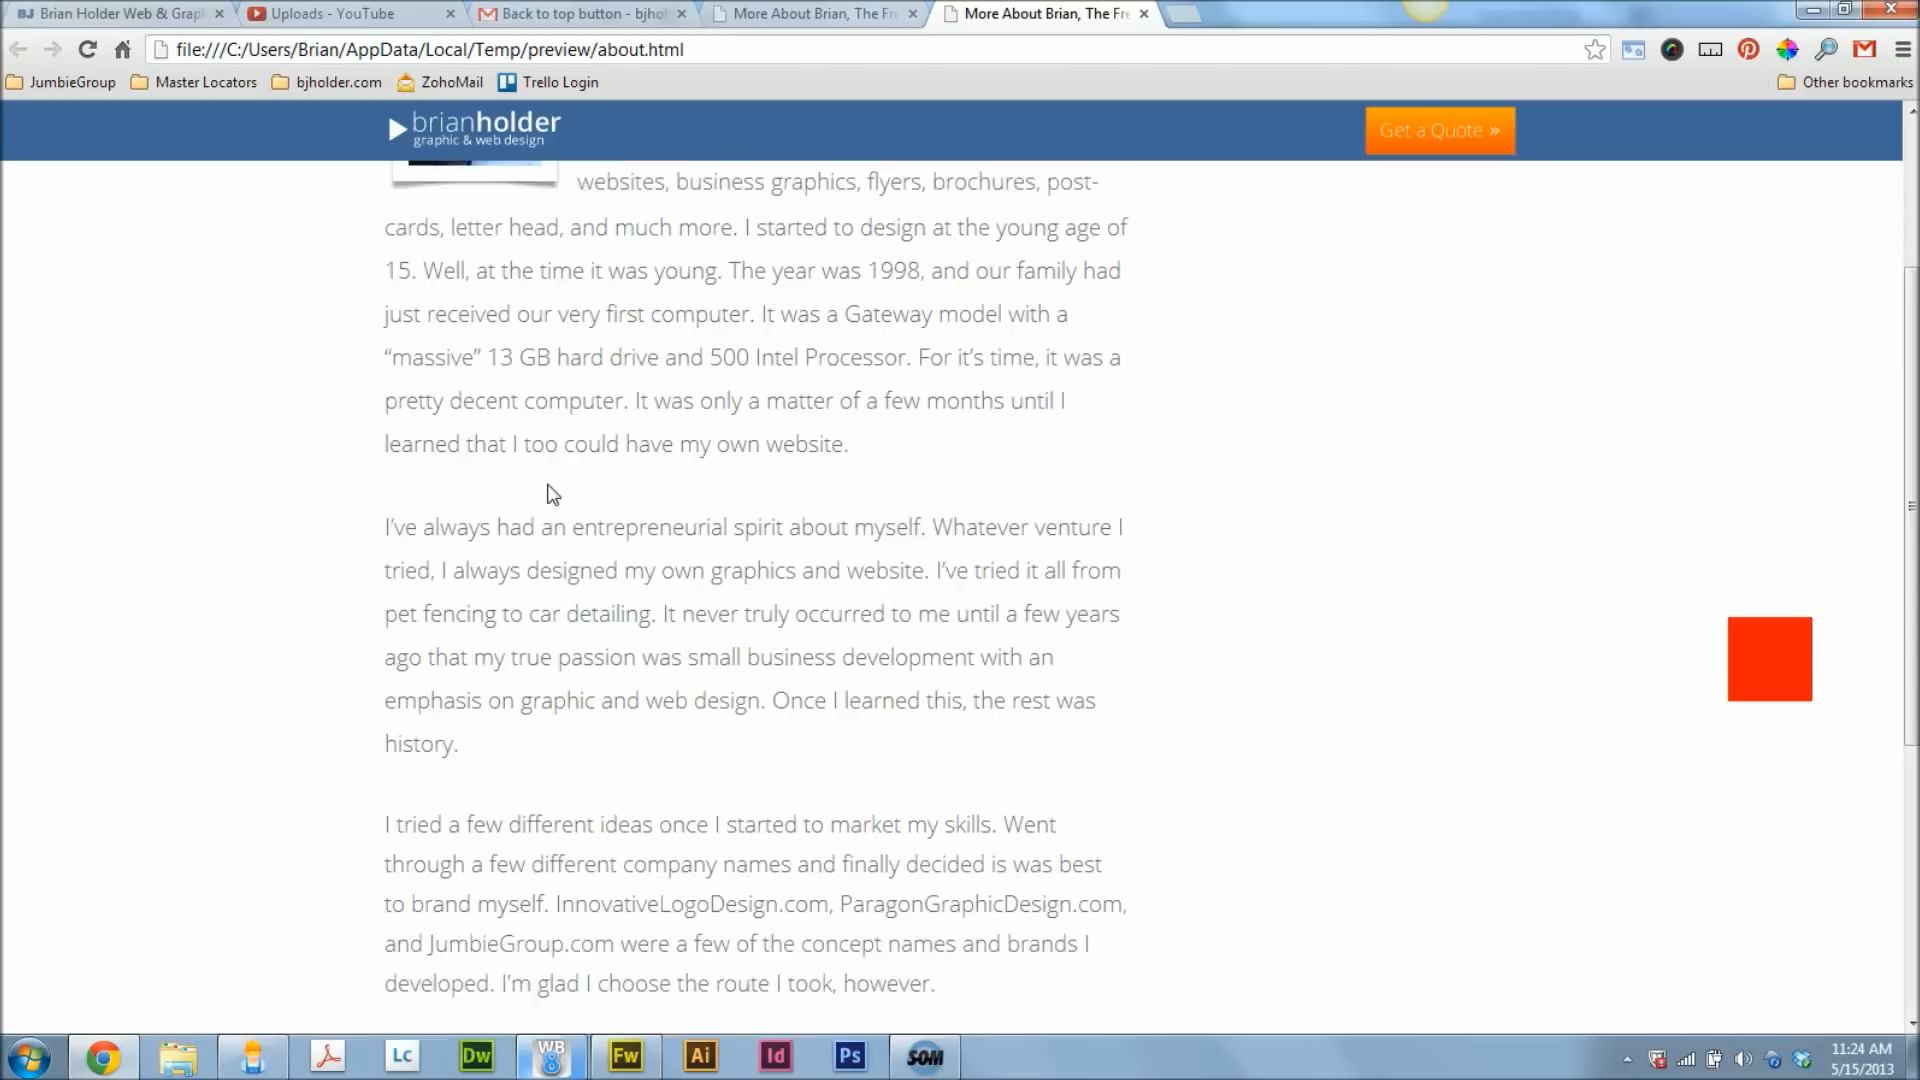 BJ Brian Holder Web & Grap
Uploads - YouTube
Back to top button - bjhol
More About Brian, The Fre
More About Brian, The Fre
file:///C:/Users/Brian/AppData/Local/Temp/preview/about.html
JumbieGroup
Master Locators
bjholder.com
ZohoMail
Trello Login
Other bookmarks
brianholder
graphic & web design
Get a Quote »
websites, business graphics, flyers, brochures, post-
cards, letter head, and much more. I started to design at the young age of
15. Well, at the time it was young. The year was 1998, and our family had
just received our very first computer. It was a Gateway model with a
“massive” 13 GB hard drive and 500 Intel Processor. For it’s time, it was a
pretty decent computer. It was only a matter of a few months until I
learned that I too could have my own website.
I’ve always had an entrepreneurial spirit about myself. Whatever venture I
tried, I always designed my own graphics and website. I’ve tried it all from
pet fencing to car detailing. It never truly occurred to me until a few years
ago that my true passion was small business development with an
emphasis on graphic and web design. Once I learned this, the rest was
history.
I tried a few different ideas once I started to market my skills. Went
through a few different company names and finally decided is was best
to brand myself. InnovativeLogoDesign.com, ParagonGraphicDesign.com,
and JumbieGroup.com were a few of the concept names and brands I
developed. I’m glad I choose the route I took, however.
Lc
Dw
WB
8
Fw
Ai
Id
Ps
SOM
11:24 AM
5/15/2013